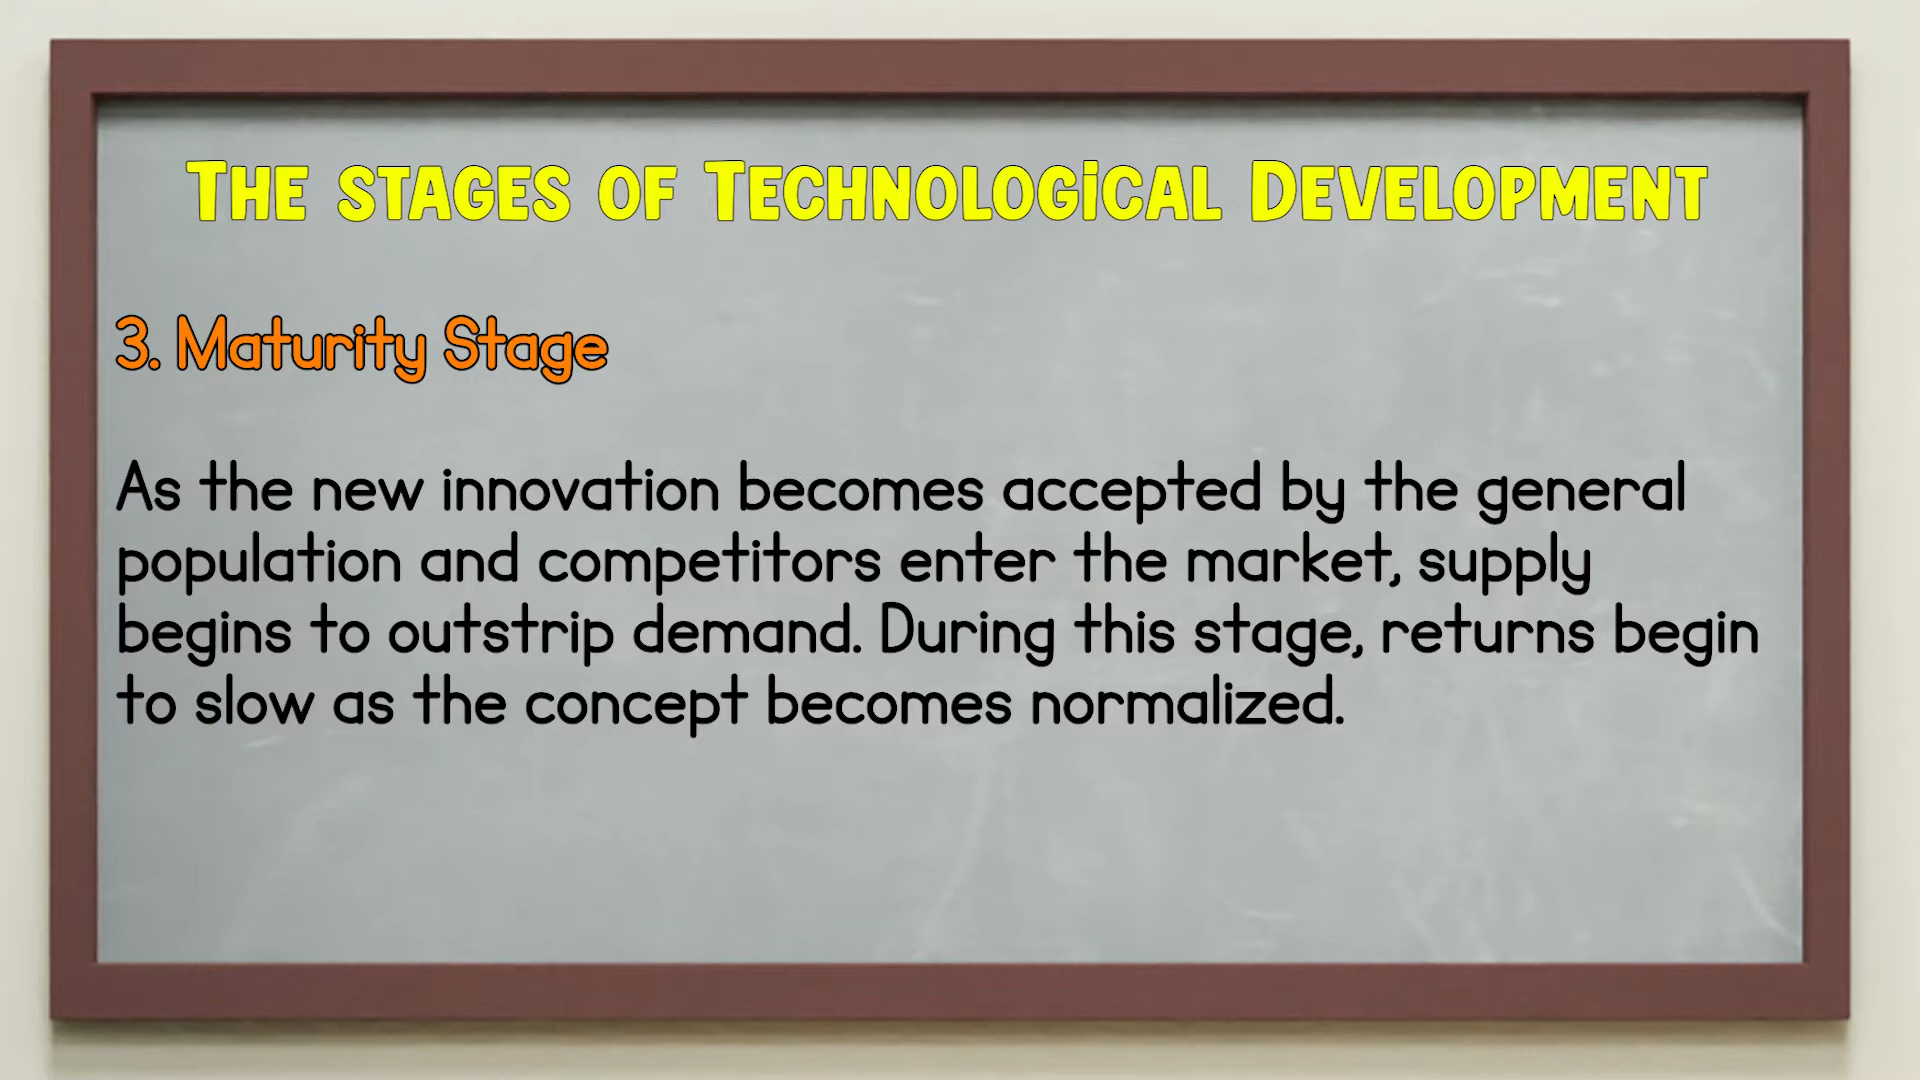 The stages of Technological Development
3. Maturity Stage
As the new innovation becomes accepted by the general
population and competitors enter the market, supply
begins to outstrip demand. During this stage, returns begin
to slow as the concept becomes normalized.